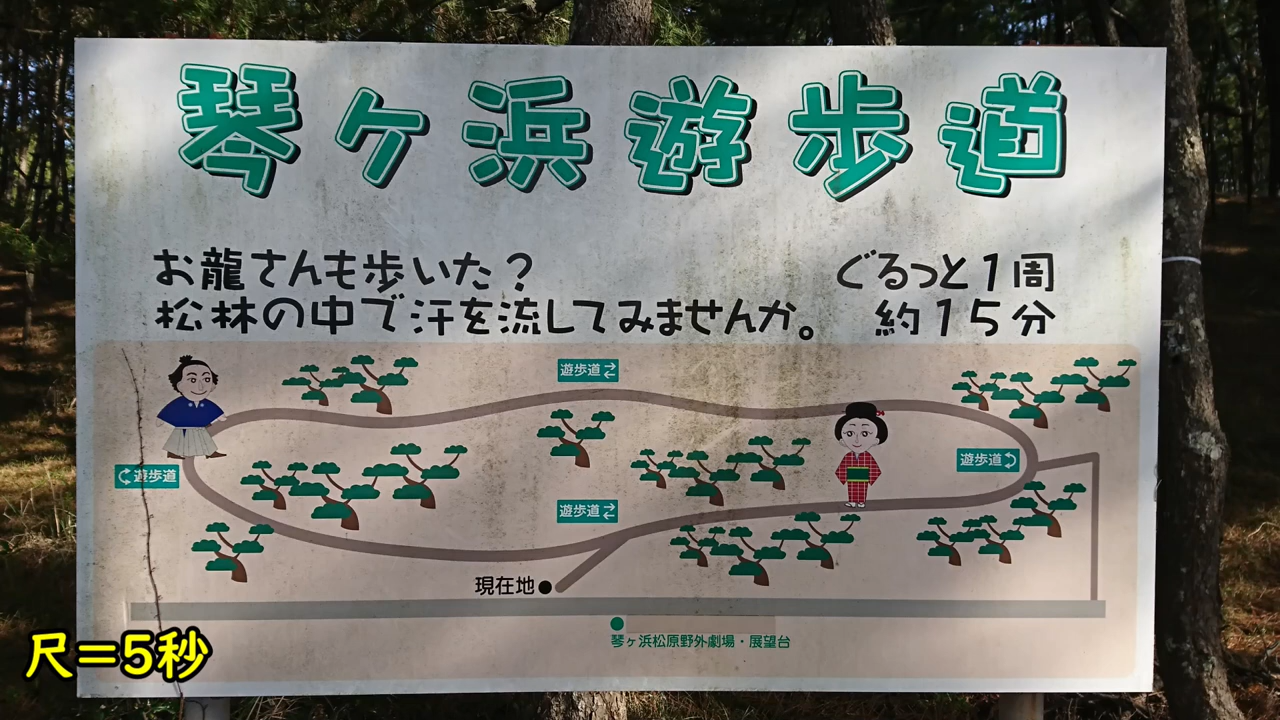 琴ヶ浜遊歩道
お龍さんも歩いた?
松林の中で汗を流してみませんか。
ぐるっと1周
約15分
遊歩道
遊歩道
遊歩道
遊歩道
現在地
琴ヶ浜松原野外劇場・展望台
尺=5秒